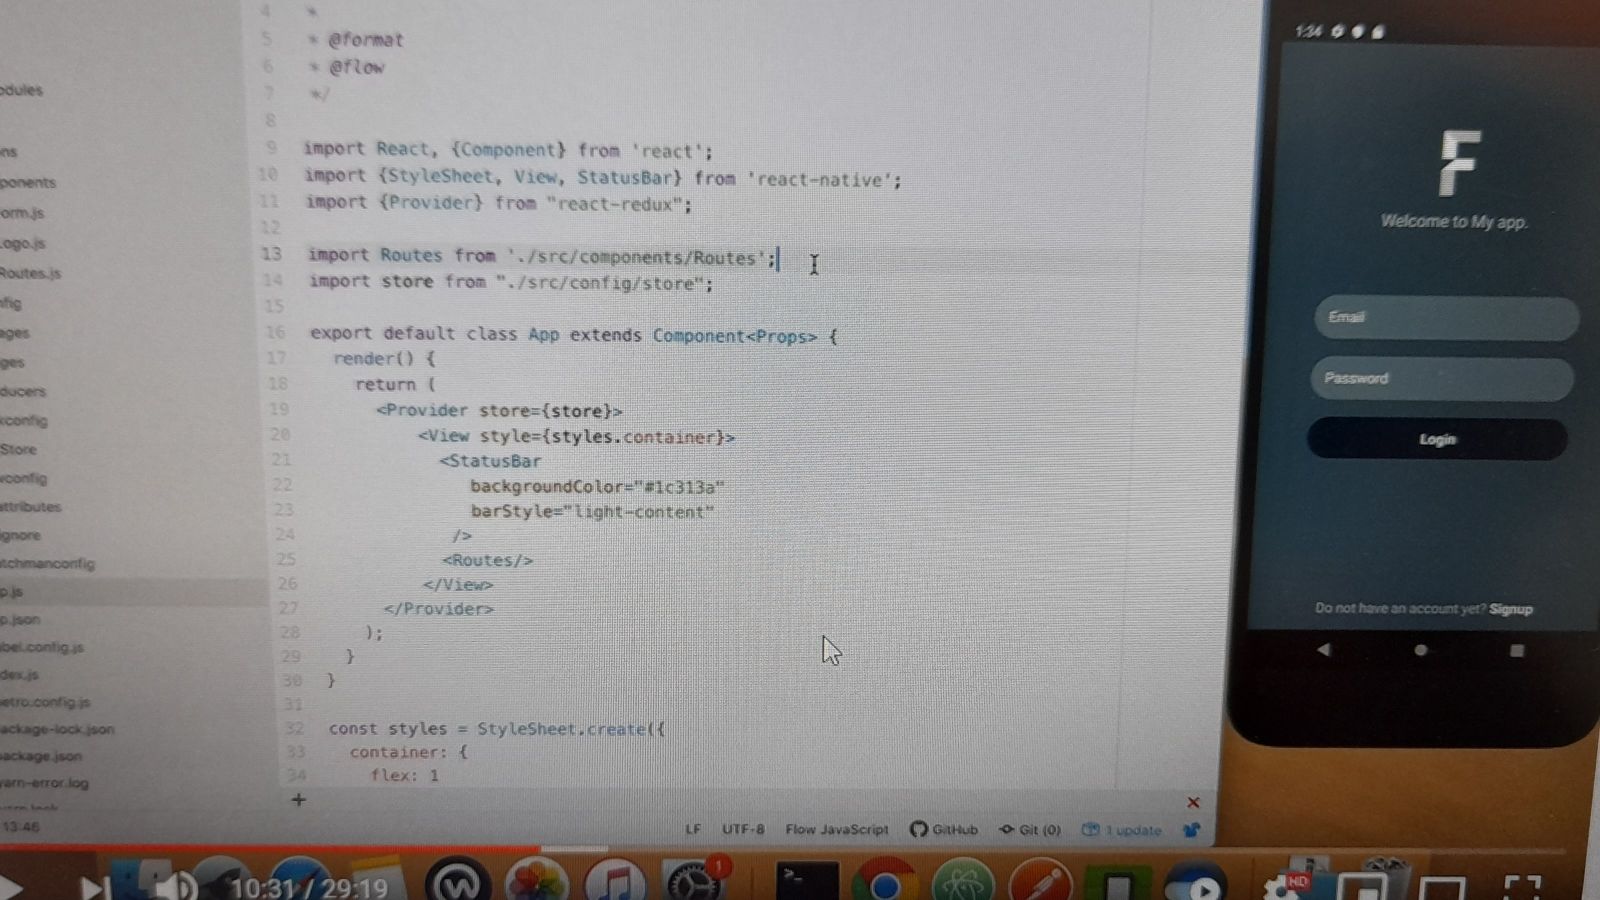 4 *
5 * @format
6 * @flow
7 */
8
9 import React, {Component} from 'react';
10 import {StyleSheet, View, StatusBar} from 'react-native';
11 import {Provider} from "react-redux";
12
13 import Routes from './src/components/Routes';
14 import store from "./src/config/store";
15
16 export default class App extends Component<Props> {
17 render() {
18 return (
19 <Provider store={store}>
20 <View style={styles.container}>
21 <StatusBar
22 backgroundColor="#1c313a"
23 barStyle="light-content"
24 />
25 <Routes/>
26 </View>
27 </Provider>
28 );
29 }
30 }
31
32 const styles = StyleSheet.create({
33 container: {
34 flex: 1
odules
ns
ponents
orm.js
ogo.js
Routes.js
nfig
ages
ges
ducers
kconfig
Store
wconfig
attributes
gnore
tchmanconfig
p.js
p.json
bel.config.js
dex.js
etro.config.js
ackage-lock.json
ackage.json
yarn-error.log
+
13:46
LF UTF-8 Flow JavaScript GitHub Git (0) 1 update
1:34
F
Welcome to My app.
Email
Password
Login
Do not have an account yet? Signup
1
10:31 / 29:19
HD